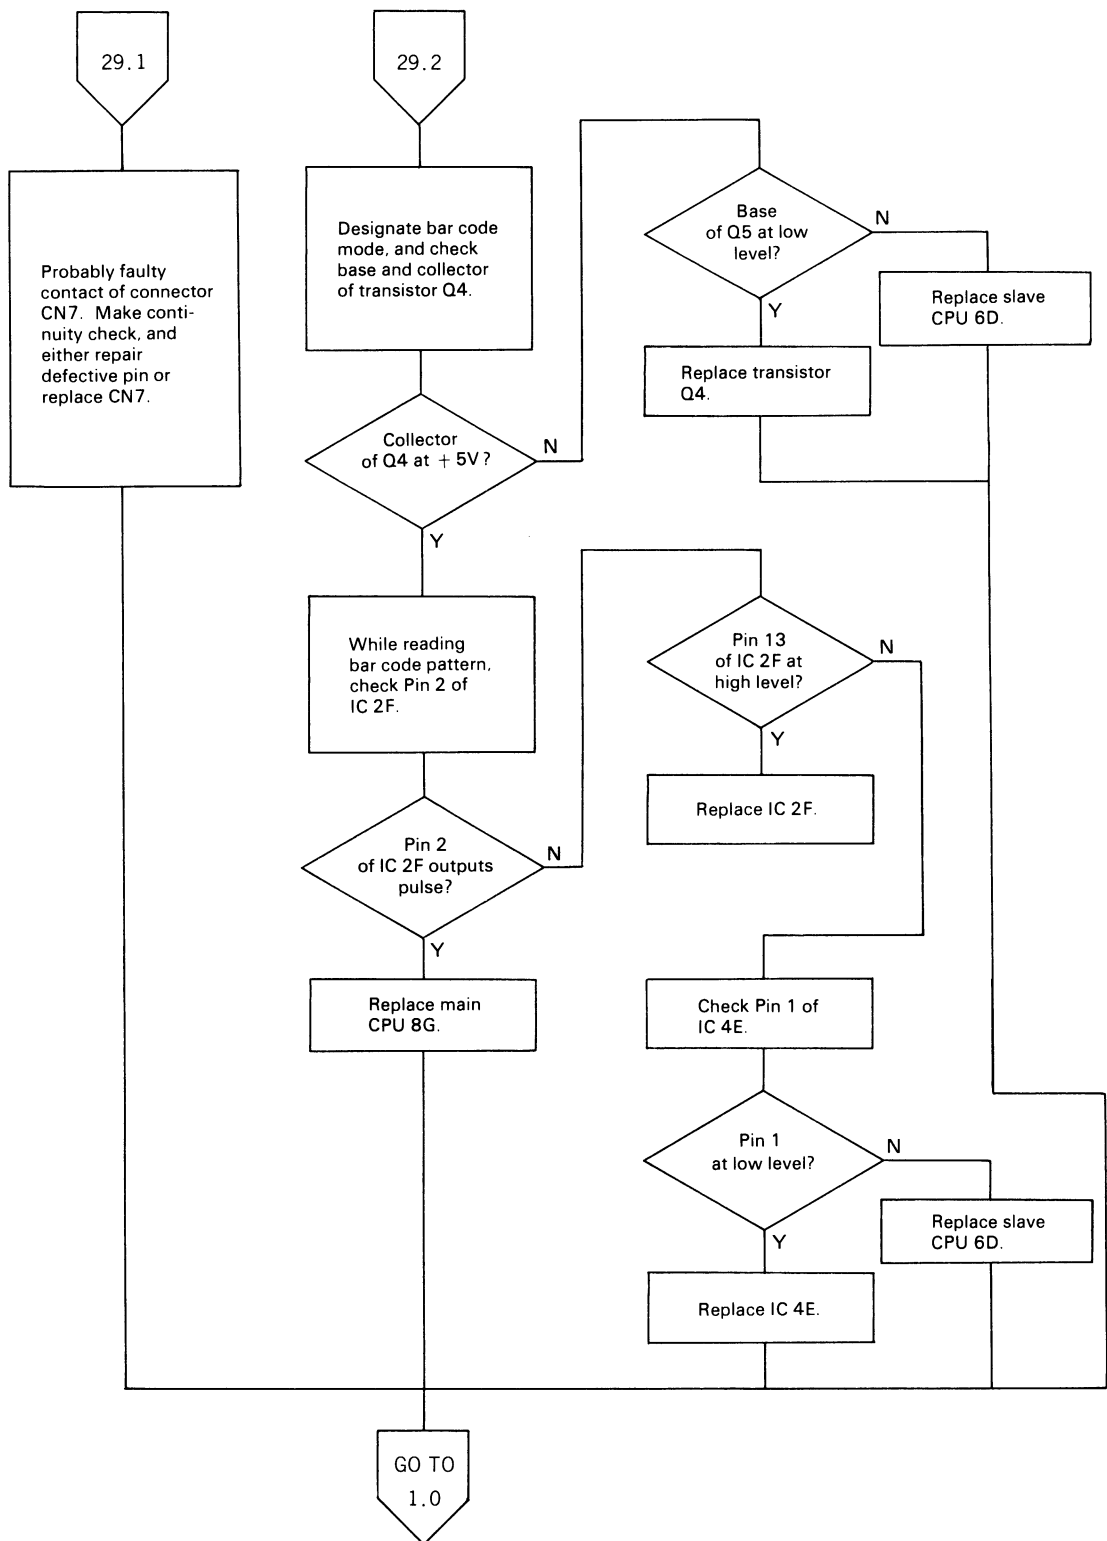 29.1
Probably faulty
contact of connector
CN7. Make conti-
nuity check, and
either repair
defective pin or
replace CN7.
29.2
Designate bar code
mode, and check
base and collector
of transistor Q4.
Collector
of Q4 at + 5V?
N
Y
Base
of Q5 at low
level?
N
Y
Replace slave
CPU 6D.
Replace transistor
Q4.
While reading
bar code pattern,
check Pin 2 of
IC 2F.
Pin 2
of IC 2F outputs
pulse?
N
Y
Pin 13
of IC 2F at
high level?
N
Y
Replace IC 2F.
Replace main
CPU 8G.
Check Pin 1 of
IC 4E.
Pin 1
at low level?
N
Y
Replace slave
CPU 6D.
Replace IC 4E.
GO TO
1.0